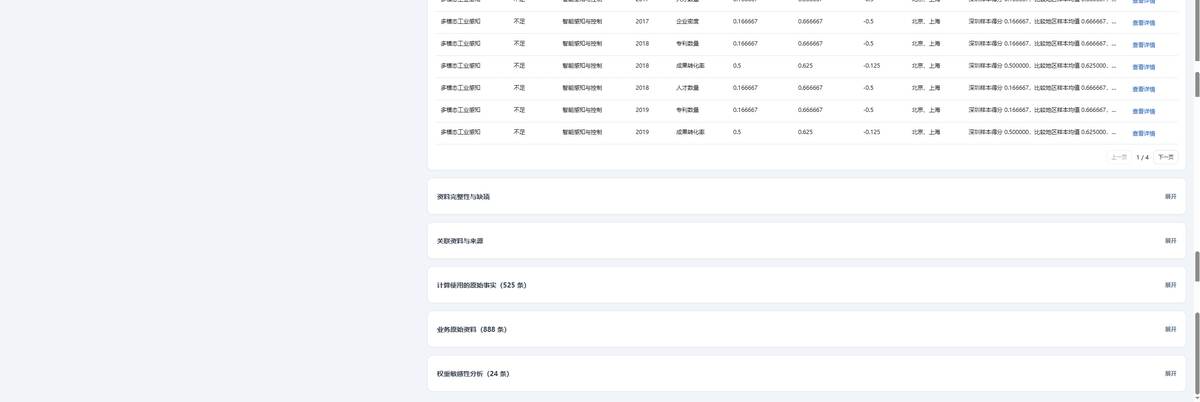 多模态工业感知 不足 智能感知与控制 2017 企业密度 0.166667 0.666667 -0.5 北京、上海 深圳样本得分 0.166667，比较地区样本均值 0.666667，... 查看详情
多模态工业感知 不足 智能感知与控制 2018 专利数量 0.166667 0.666667 -0.5 北京、上海 深圳样本得分 0.166667，比较地区样本均值 0.666667，... 查看详情
多模态工业感知 不足 智能感知与控制 2018 成果转化率 0.5 0.625 -0.125 北京、上海 深圳样本得分 0.500000，比较地区样本均值 0.625000，... 查看详情
多模态工业感知 不足 智能感知与控制 2018 人才数量 0.166667 0.666667 -0.5 北京、上海 深圳样本得分 0.166667，比较地区样本均值 0.666667，... 查看详情
多模态工业感知 不足 智能感知与控制 2019 专利数量 0.166667 0.666667 -0.5 北京、上海 深圳样本得分 0.166667，比较地区样本均值 0.666667，... 查看详情
多模态工业感知 不足 智能感知与控制 2019 成果转化率 0.5 0.625 -0.125 北京、上海 深圳样本得分 0.500000，比较地区样本均值 0.625000，... 查看详情
上一页 1 / 4 下一页
资料完整性与缺项 展开
关联资料与来源 展开
计算使用的原始事实（525 条） 展开
业务原始资料（888 条） 展开
权重敏感性分析（24 条） 展开